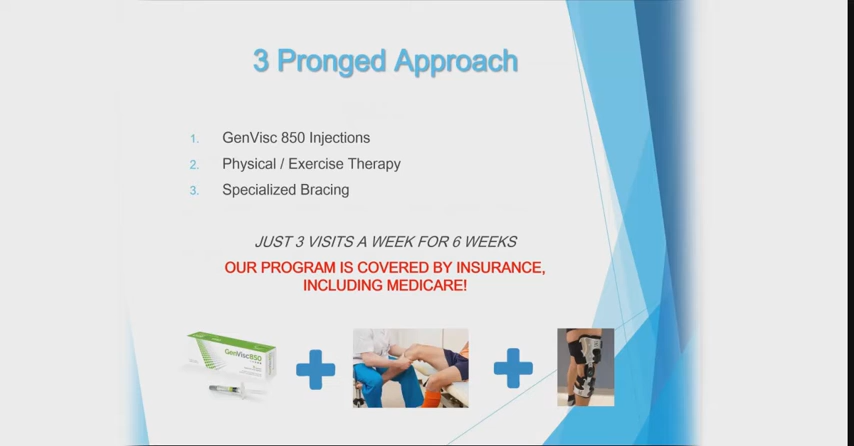 3 Pronged Approach
1. GenVisc 850 Injections
2. Physical / Exercise Therapy
3. Specialized Bracing
JUST 3 VISITS A WEEK FOR 6 WEEKS
OUR PROGRAM IS COVERED BY INSURANCE,
INCLUDING MEDICARE!
GenVisc850